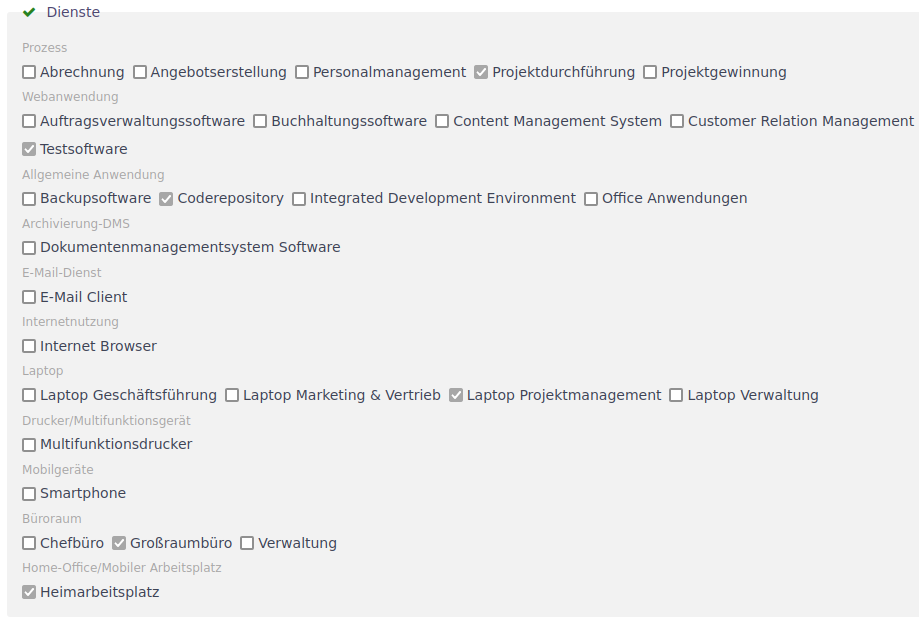 Dienste
Prozess
Abrechnung Angebotserstellung Personalmanagement Projektdurchführung Projektgewinnung
Webanwendung
Auftragsverwaltungssoftware Buchhaltungssoftware Content Management System Customer Relation Management
Testsoftware
Allgemeine Anwendung
Backupsoftware Coderepository Integrated Development Environment Office Anwendungen
Archivierung-DMS
Dokumentenmanagementsystem Software
E-Mail-Dienst
E-Mail Client
Internetnutzung
Internet Browser
Laptop
Laptop Geschäftsführung Laptop Marketing & Vertrieb Laptop Projektmanagement Laptop Verwaltung
Drucker/Multifunktionsgerät
Multifunktionsdrucker
Mobilgeräte
Smartphone
Büroraum
Chefbüro Großraumbüro Verwaltung
Home-Office/Mobiler Arbeitsplatz
Heimarbeitsplatz